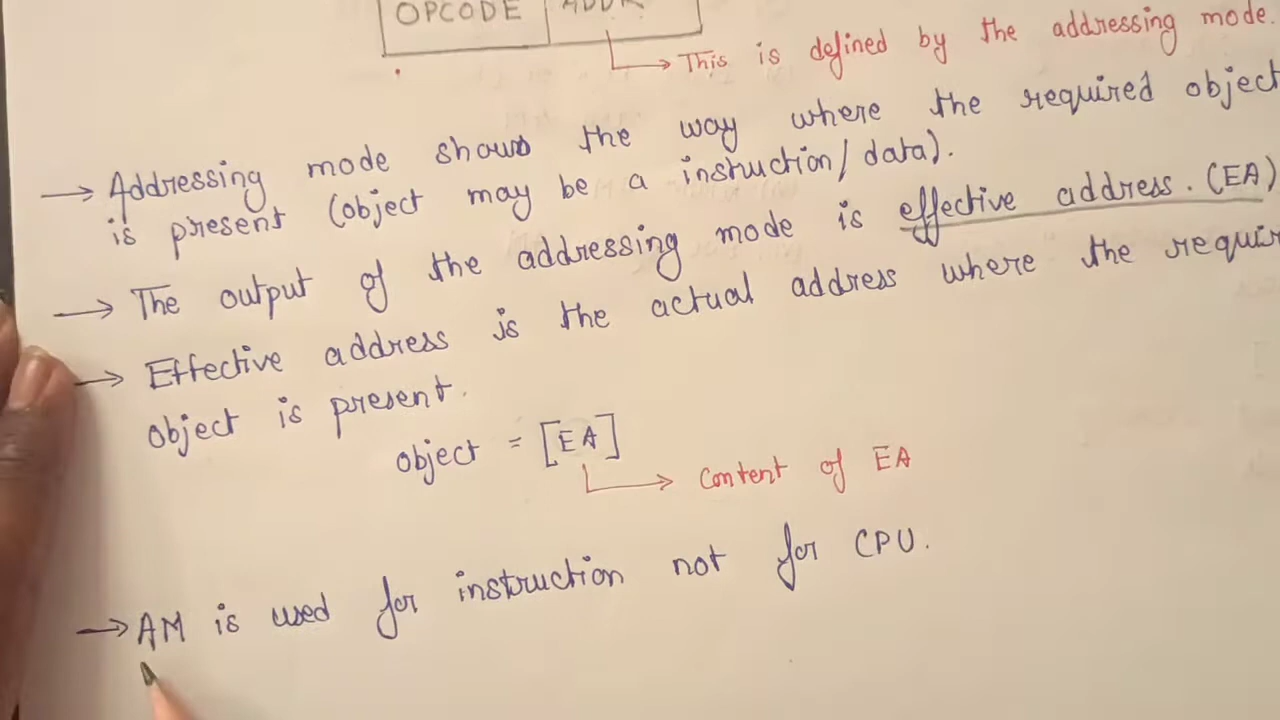 OPCODE ADDR
→ This is defined by the addressing mode.
→ Addressing mode shows the way where the required object
is present (object may be a instruction/data).
→ The output of the addressing mode is effective address. (EA)
→ Effective address is the actual address where the requir
object is present.
object = [EA]
→ content of EA
→ AM is used for instruction not for CPU.